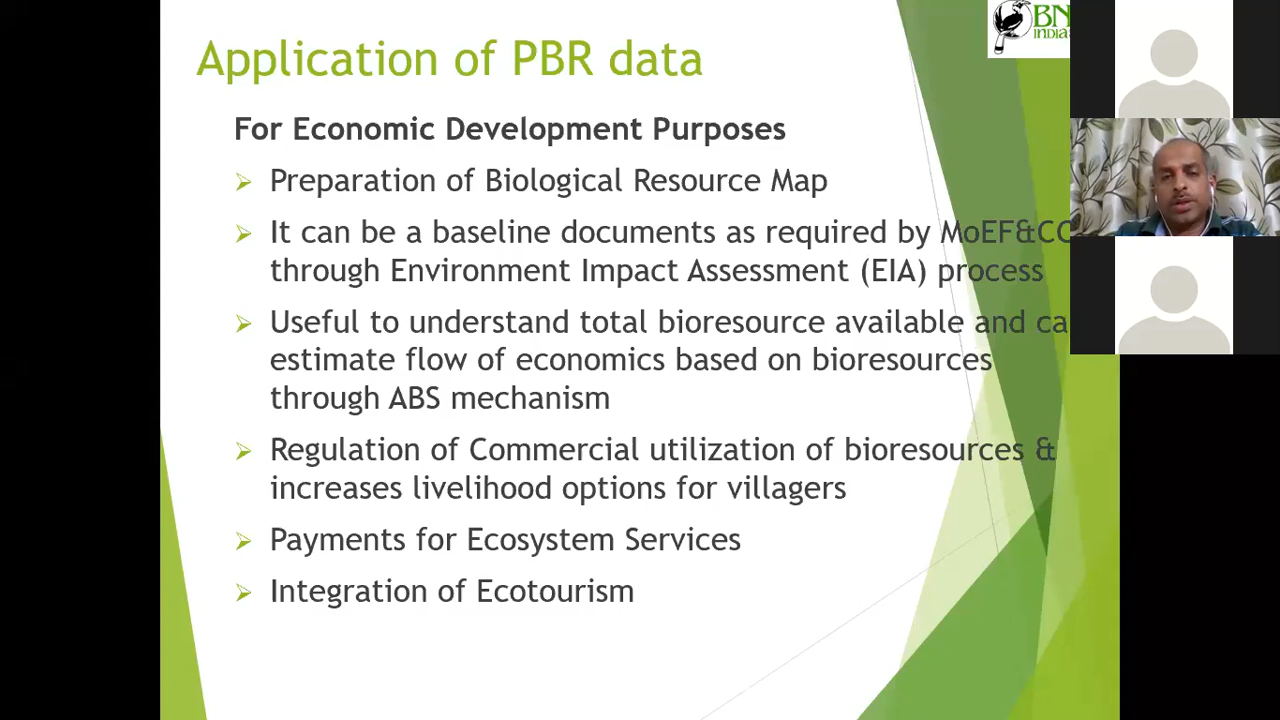 Application of PBR data
BN
INDIA
For Economic Development Purposes
Preparation of Biological Resource Map
It can be a baseline documents as required by MoEF&CC
through Environment Impact Assessment (EIA) process
Useful to understand total bioresource available and ca
estimate flow of economics based on bioresources
through ABS mechanism
Regulation of Commercial utilization of bioresources &
increases livelihood options for villagers
Payments for Ecosystem Services
Integration of Ecotourism